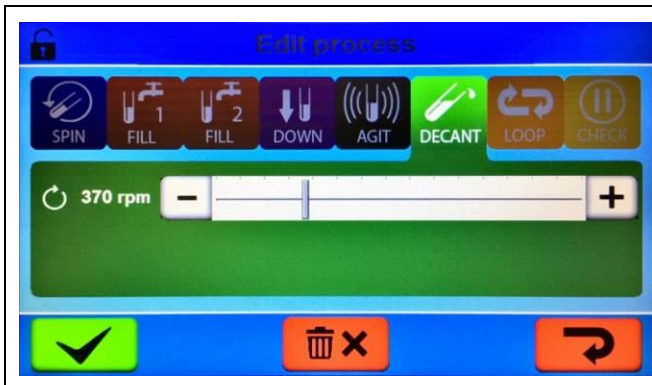 Edit process
SPIN
1
FILL
2
FILL
DOWN
AGIT
DECANT
LOOP
CHECK
370 rpm